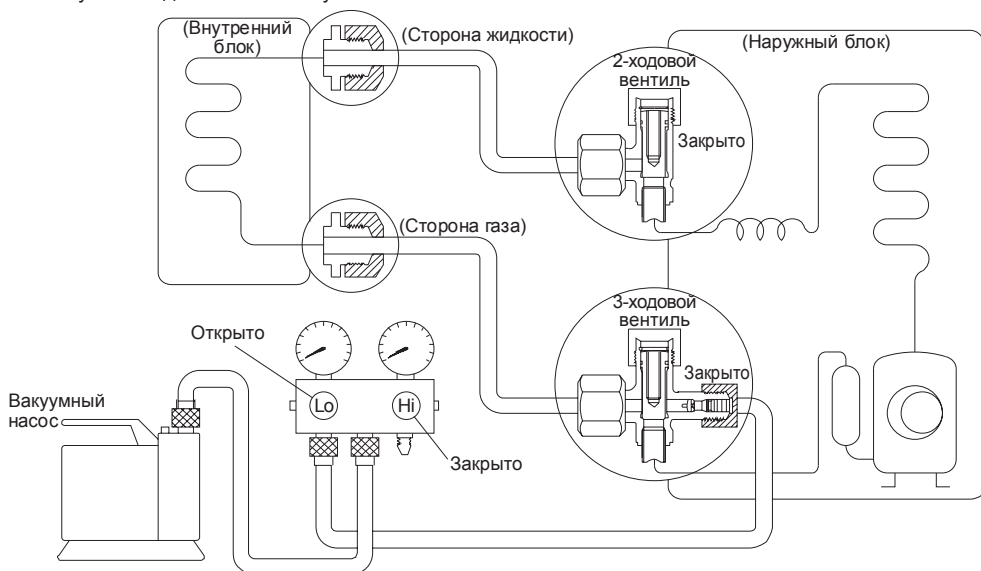 (Внутренний
блок)
(Сторона жидкости)
2-ходовой
вентиль
Закрыто
(Наружный блок)
(Сторона газа)
3-ходовой
вентиль
Закрыто
Открыто
Lo
Hi
Закрыто
Вакуумный
насос